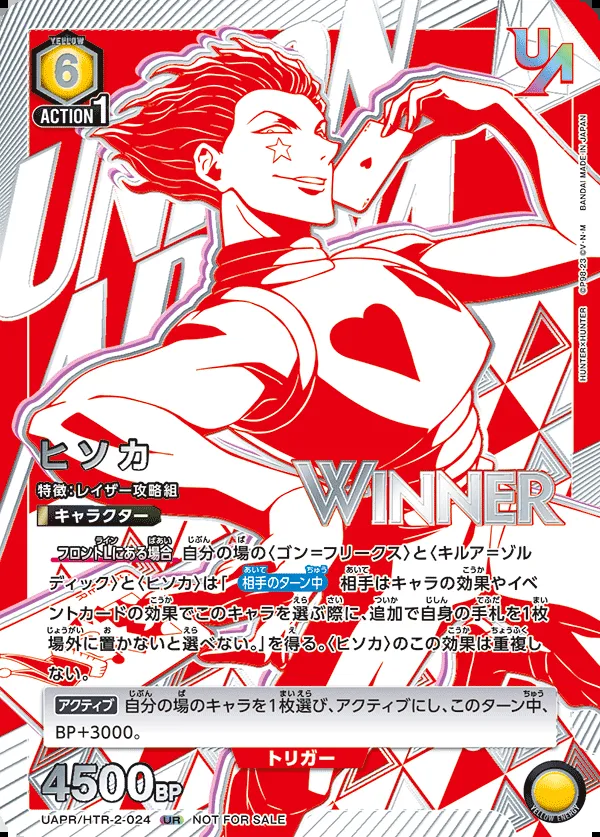 YELLOW
6
ACTION1
UA
UNION ARENA
HUNTER×HUNTER ©P98-23 ©V・N・M BANDAI MADE IN JAPAN
ヒソカ
WINNER
特徴:レイザー攻略組
キャラクター
フロントLにある場合 自分の場の〈ゴン=フリークス〉と〈キルア=ゾル
ディック〉と〈ヒソカ〉は「相手のターン中 相手はキャラの効果やイベ
ントカードの効果でこのキャラを選ぶ際に、追加で自身の手札を1枚
場外に置かないと選べない。」を得る。〈ヒソカ〉のこの効果は重複し
ない。
アクティブ 自分の場のキャラを1枚選び、アクティブにし、このターン中、
BP+3000。
トリガー
4500BP
YELLOW ENERGY
UAPR/HTR-2-024 UR NOT FOR SALE